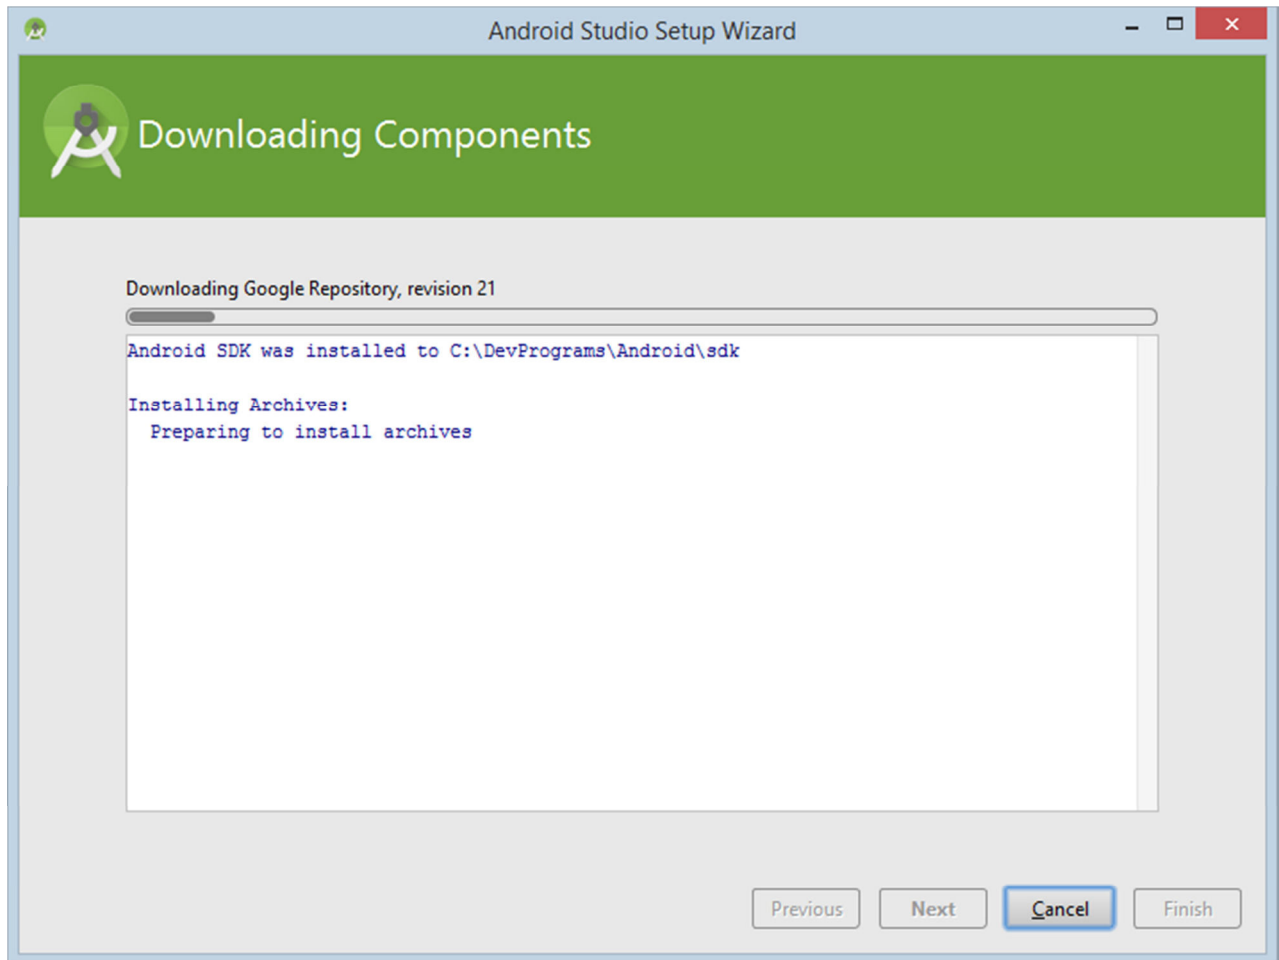 Android Studio Setup Wizard
Downloading Components
Downloading Google Repository, revision 21
Android SDK was installed to C:\DevPrograms\Android\sdk
Installing Archives:
Preparing to install archives
Previous
Next
Cancel
Finish